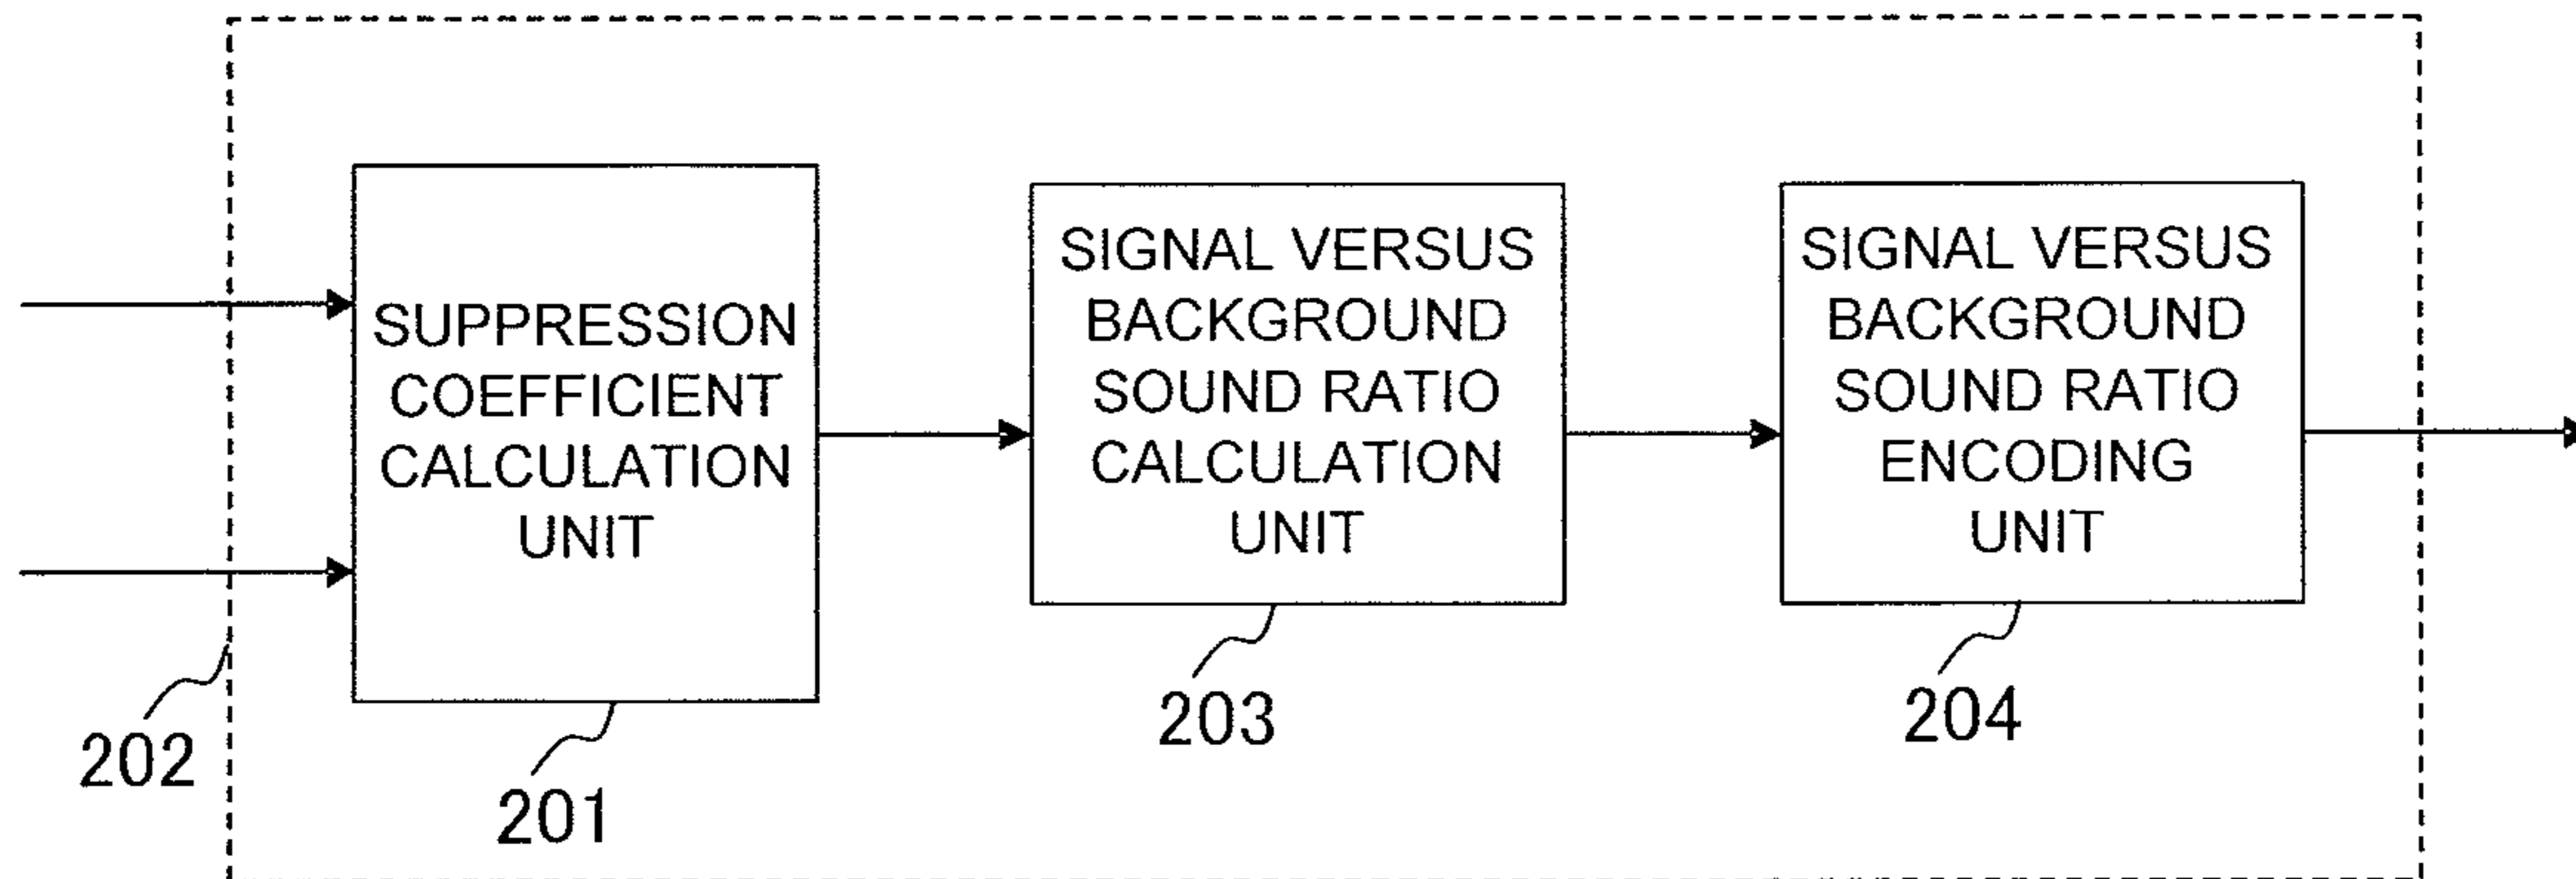 SUPPRESSION
COEFFICIENT
CALCULATION
UNIT
SIGNAL VERSUS
BACKGROUND
SOUND RATIO
CALCULATION
UNIT
SIGNAL VERSUS
BACKGROUND
SOUND RATIO
ENCODING
UNIT
202
201
203
204